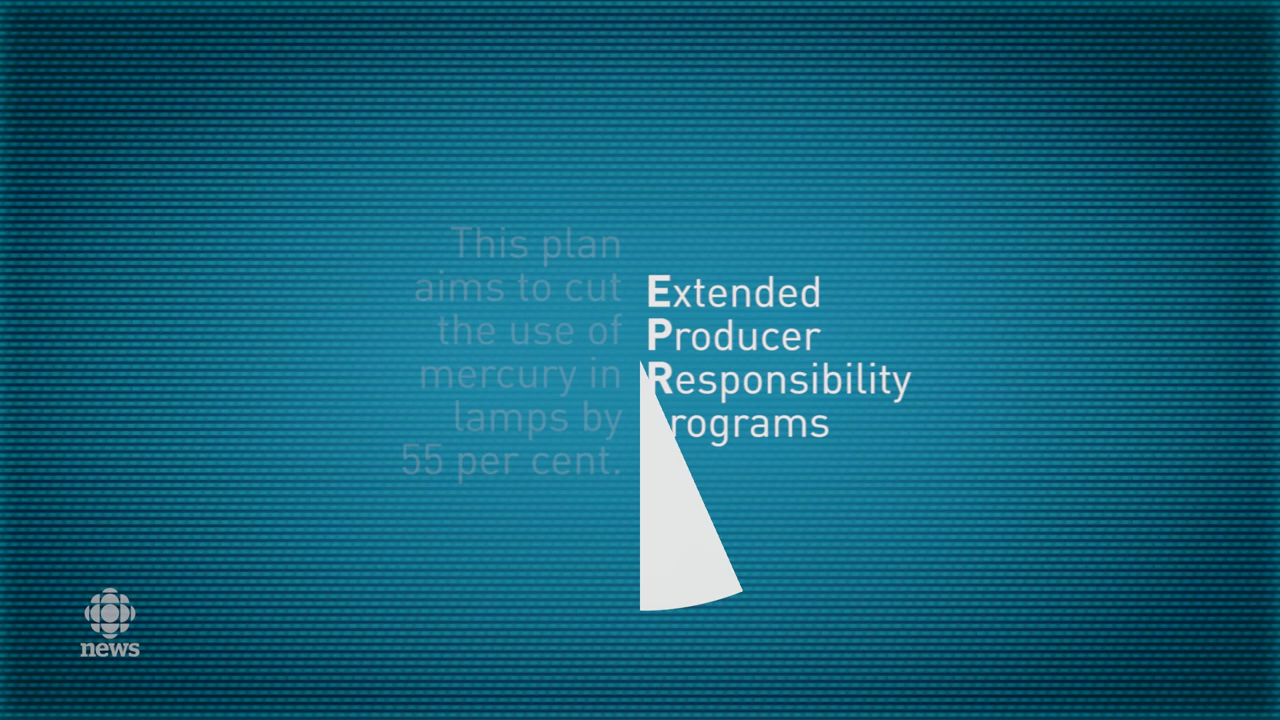 This plan
aims to cut
the use of
mercury in
lamps by
55 per cent.
Extended
Producer
Responsibility
rograms
news